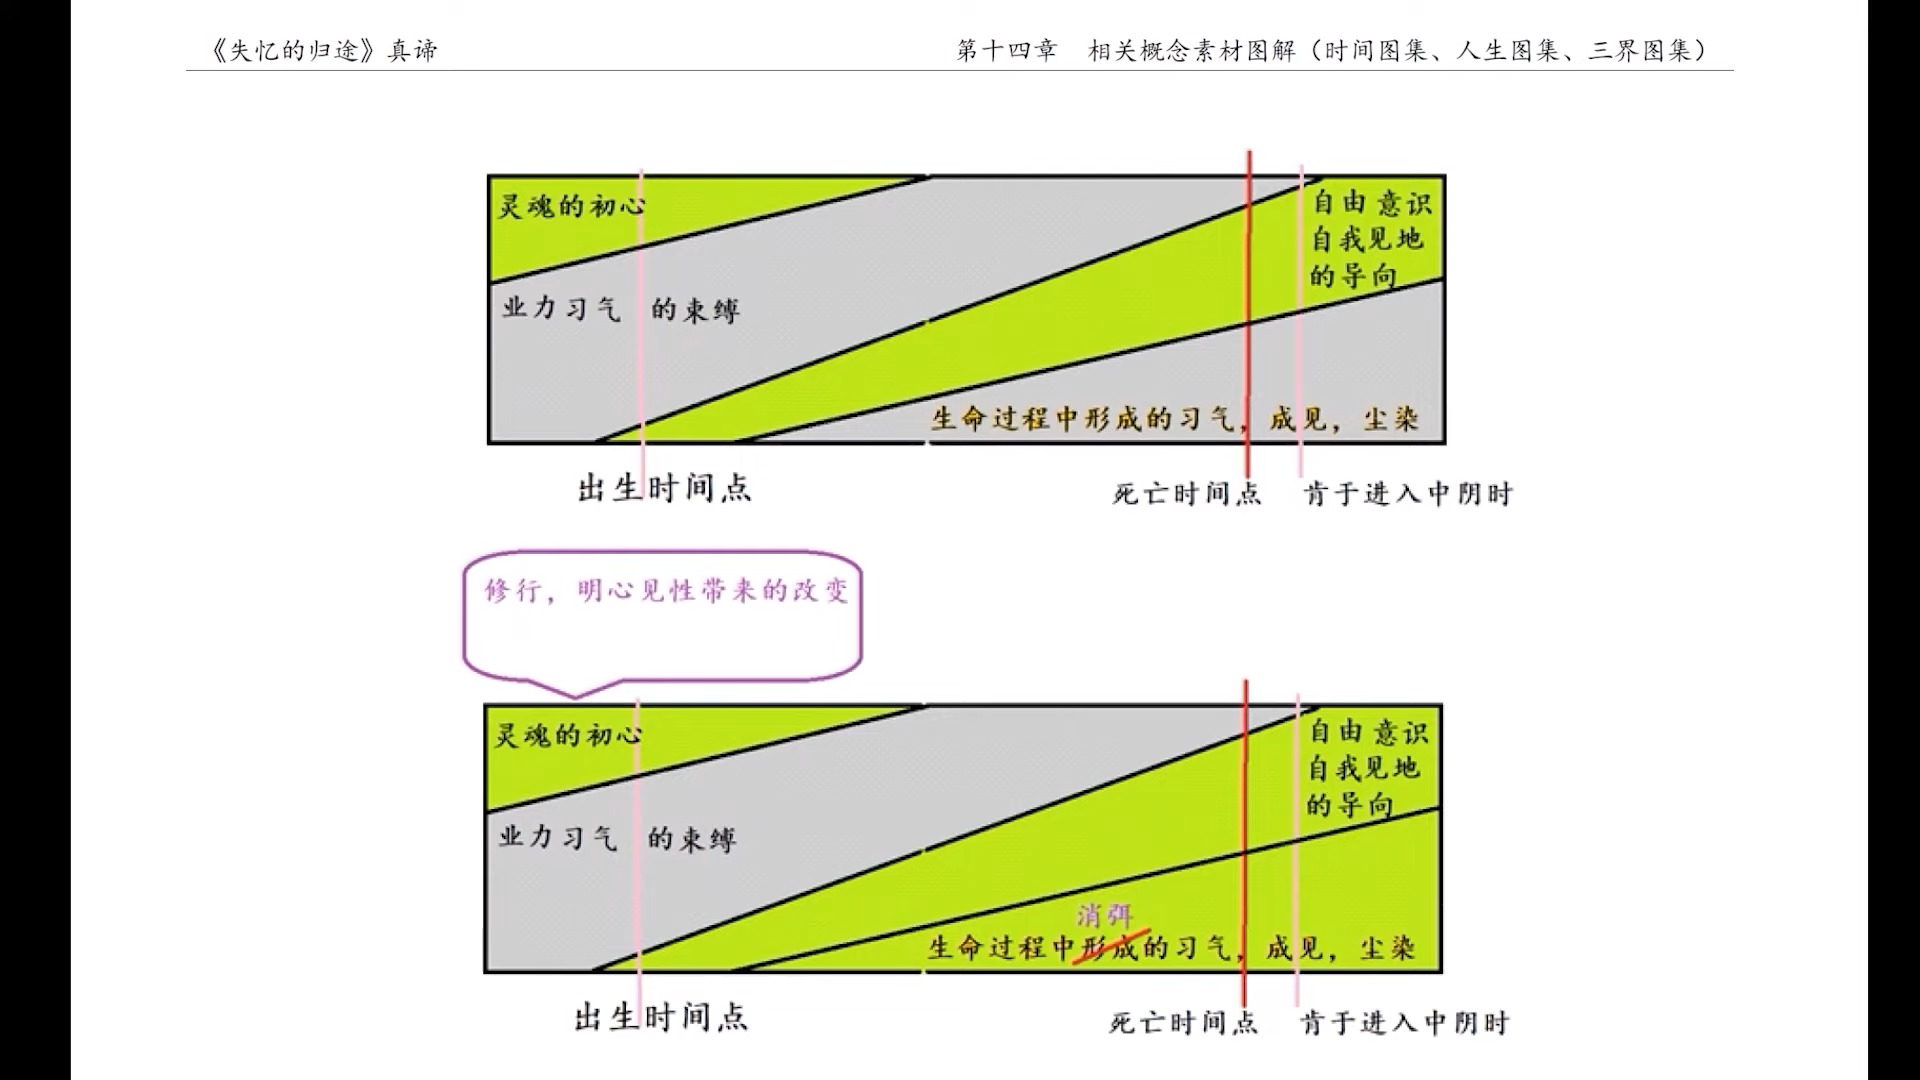 《失忆的归途》真谛
第十四章 相关概念素材图解（时间图集、人生图集、三界图集）
灵魂的初心
自由意识
自我见地
的导向
业力习气 的束缚
生命过程中形成的习气，成见，尘染
出生时间点
死亡时间点
肯于进入中阴时
修行，明心见性带来的改变
灵魂的初心
自由意识
自我见地
的导向
业力习气 的束缚
消弭
生命过程中形成的习气，成见，尘染
出生时间点
死亡时间点
肯于进入中阴时